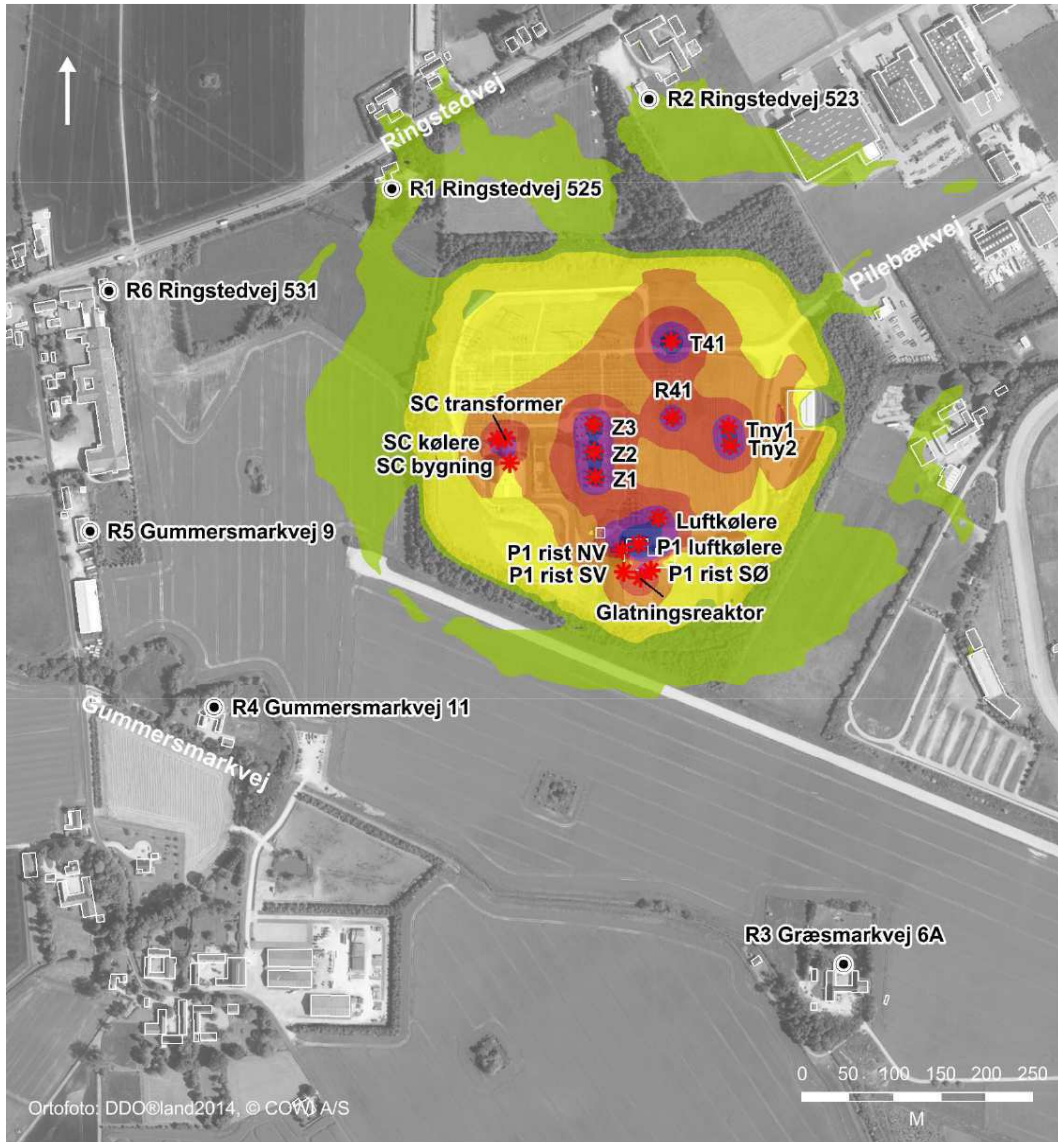 R2 Ringstedvej 523
Ringstedvej
R1 Ringstedvej 525
Pilebækvej
R6 Ringstedvej 531
T41
R41
SC transformer
Z3
Tny1
SC kølere
Z2
Tny2
SC bygning
Z1
Luftkølere
R5 Gummersmarkvej 9
P1 rist NV
P1 luftkølere
P1 rist SV
P1 rist SØ
Glatningsreaktor
R4 Gummersmarkvej 11
Gummersmarkvej
R3 Græsmarkvej 6A
0 50 100 150 200 250
M
Ortofoto: DDO®land2014, © COWI A/S